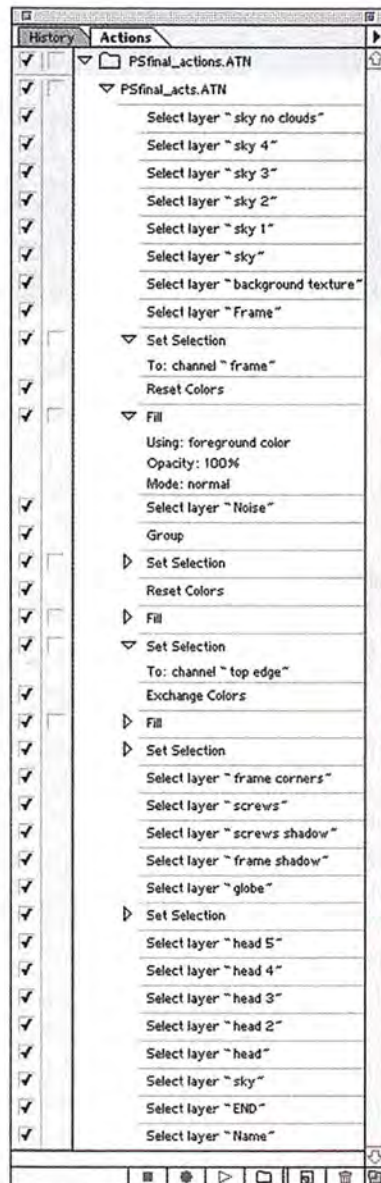 History
Actions
PSfinal_actions.ATN
PSfinal_acts.ATN
Select layer "sky no clouds"
Select layer "sky 4"
Select layer "sky 3"
Select layer "sky 2"
Select layer "sky 1"
Select layer "sky"
Select layer "background texture"
Select layer "Frame"
Set Selection
To: channel "frame"
Reset Colors
Fill
Using: foreground color
Opacity: 100%
Mode: normal
Select layer "Noise"
Group
Set Selection
Reset Colors
Fill
Set Selection
To: channel "top edge"
Exchange Colors
Fill
Set Selection
Select layer "frame corners"
Select layer "screws"
Select layer "screws shadow"
Select layer "frame shadow"
Select layer "globe"
Set Selection
Select layer "head 5"
Select layer "head 4"
Select layer "head 3"
Select layer "head 2"
Select layer "head"
Select layer "sky"
Select layer "END"
Select layer "Name"